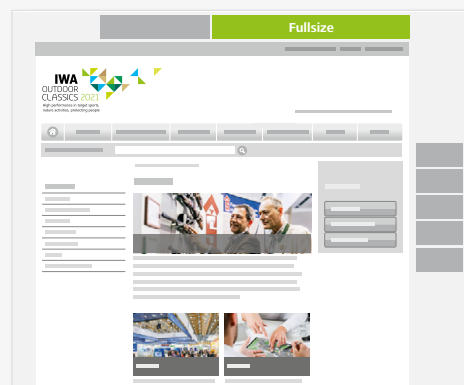 Fullsize
IWA
OUTDOOR
CLASSICS 2021
High performance in target sports,
nature activities, protecting people